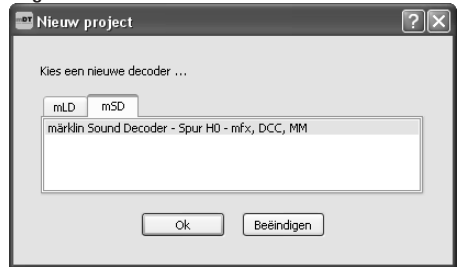 Nieuw project
Kies een nieuwe decoder ...
mLD mSD
märklin Sound Decoder - Spur H0 - mfx, DCC, MM
Ok Beëindigen